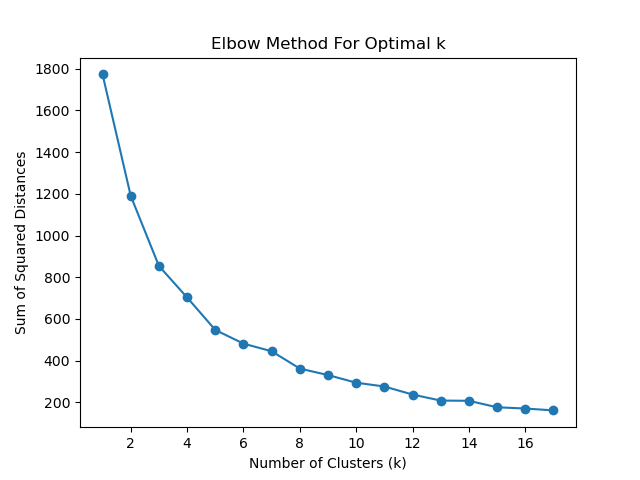 Elbow Method For Optimal k
1800
1600
1400
1200
1000
800
600
400
200
Sum of Squared Distances
2 4 6 8 10 12 14 16
Number of Clusters (k)